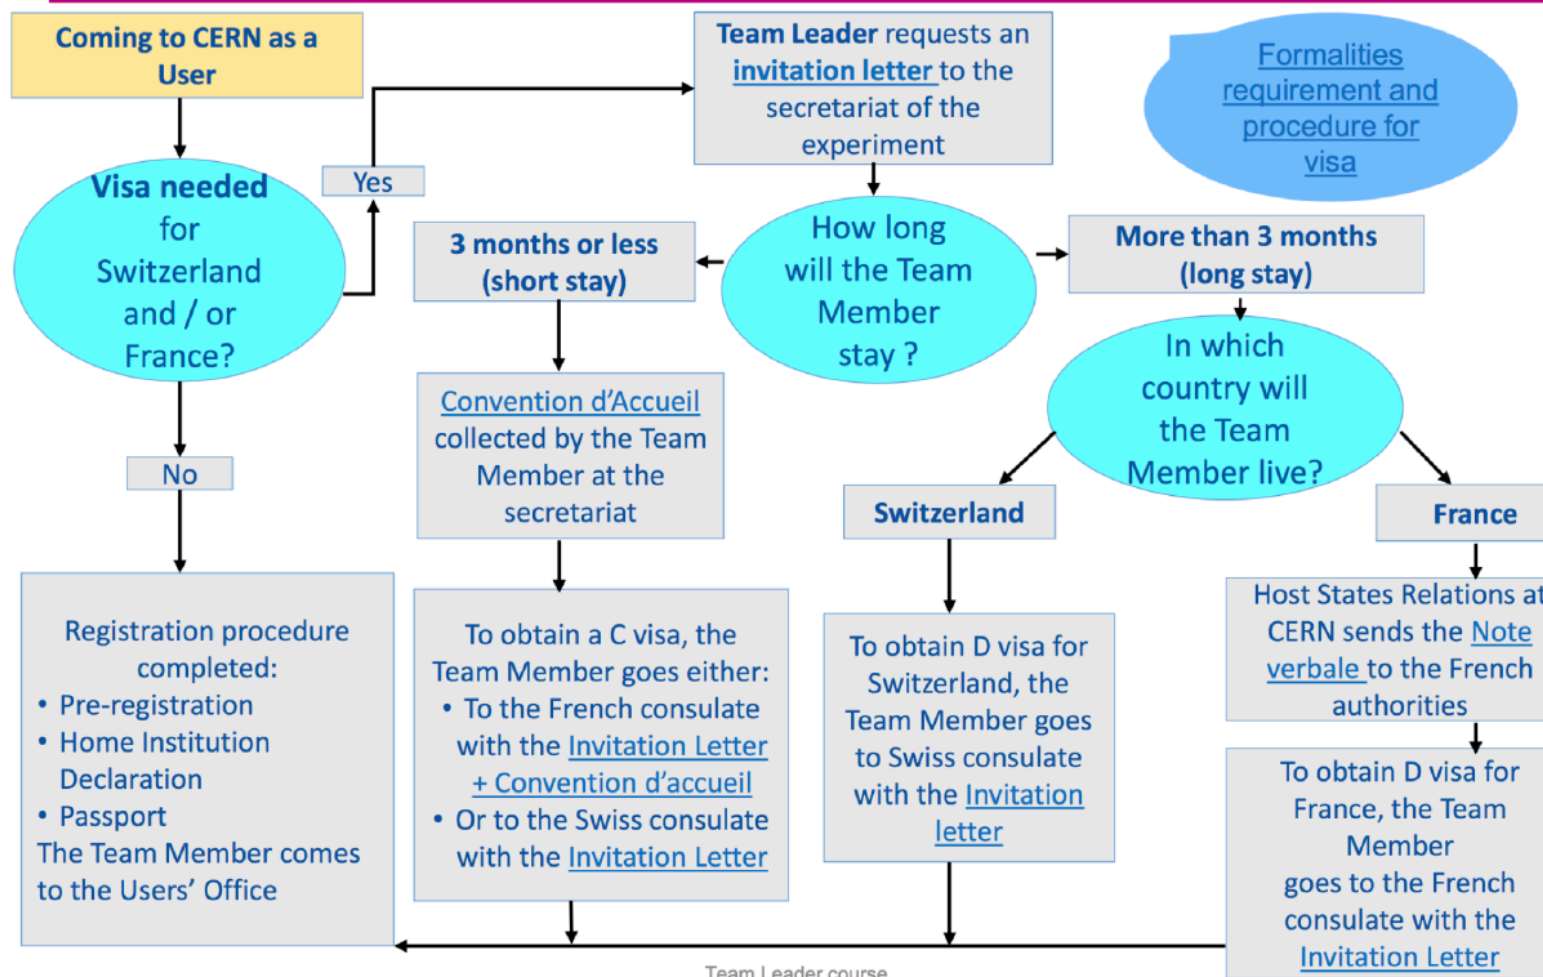 Coming to CERN as a
User
Visa needed
for
Switzerland
and / or
France?
Yes
No
Registration procedure
completed:
• Pre-registration
• Home Institution
Declaration
• Passport
The Team Member comes
to the Users' Office
Team Leader requests an
invitation letter to the
secretariat of the
experiment
How long
will the Team
Member
stay ?
3 months or less
(short stay)
Convention d'Accueil
collected by the Team
Member at the
secretariat
To obtain a C visa, the
Team Member goes either:
• To the French consulate
with the Invitation Letter
+ Convention d'accueil
• Or to the Swiss consulate
with the Invitation Letter
More than 3 months
(long stay)
In which
country will
the Team
Member live?
Switzerland
To obtain D visa for
Switzerland, the
Team Member goes
to Swiss consulate
with the Invitation
letter
France
Host States Relations at
CERN sends the Note
verbale to the French
authorities
To obtain D visa for
France, the Team
Member
goes to the French
consulate with the
Invitation Letter
Formalities
requirement and
procedure for
visa
Team Leader course